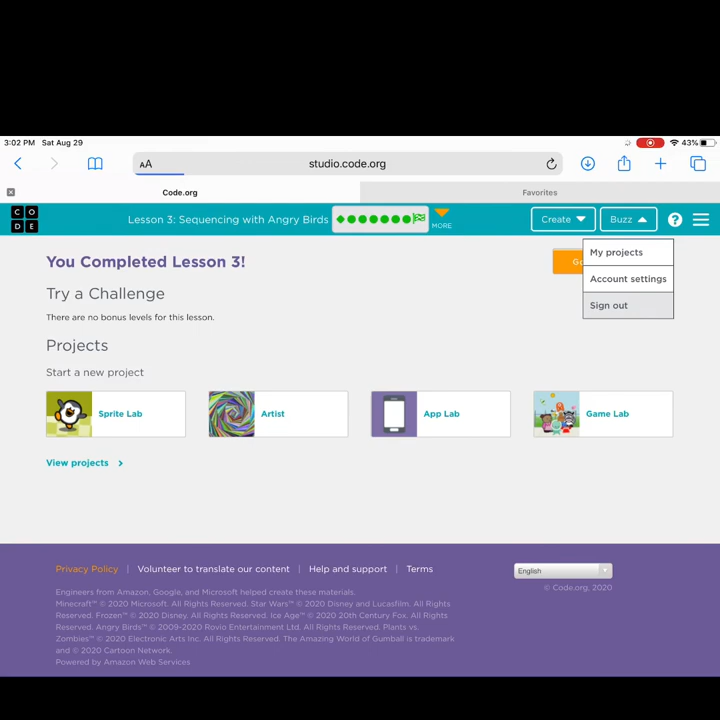 3:02 PM Sat Aug 29
43%
AA
studio.code.org
Code.org
Favorites
C O
D E
Lesson 3: Sequencing with Angry Birds
MORE
Create
Buzz
?
You Completed Lesson 3!
My projects
Account settings
Sign out
Try a Challenge
There are no bonus levels for this lesson.
Projects
Start a new project
Sprite Lab
Artist
App Lab
Game Lab
View projects
Privacy Policy | Volunteer to translate our content | Help and support | Terms
English
© Code.org, 2020
Engineers from Amazon, Google, and Microsoft helped create these materials.
Minecraft™ © 2020 Microsoft. All Rights Reserved. Star Wars™ © 2020 Disney and Lucasfilm. All
Rights Reserved. Frozen™ © 2020 Disney. All Rights Reserved. Ice Age™ © 2020 20th Century Fox. All
Rights Reserved. Angry Birds™ © 2009-2020 Rovio Entertainment Ltd. All Rights Reserved. Plants vs.
Zombies™ © 2020 Electronic Arts Inc. All Rights Reserved. The Amazing World of Gumball is trademark
and © 2020 Cartoon Network.
Powered by Amazon Web Services